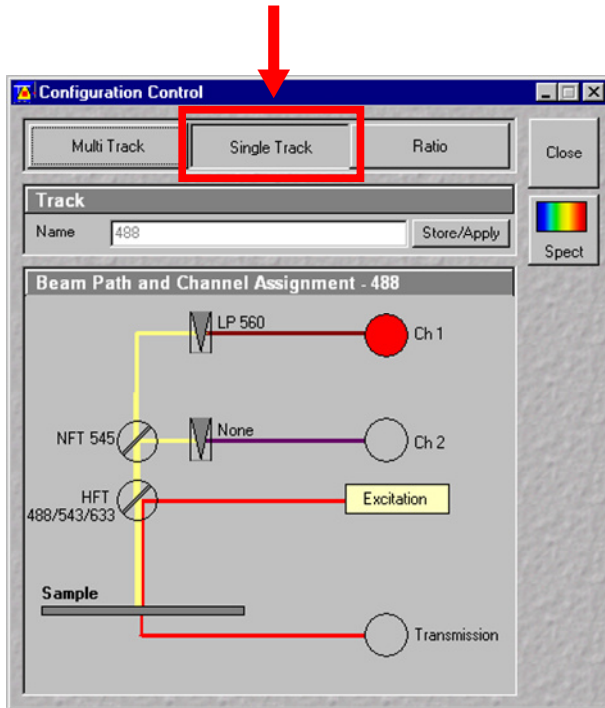 Configuration Control
Multi Track
Single Track
Ratio
Close
Track
Name
488
Store/Apply
Spect
Beam Path and Channel Assignment - 488
LP 560
Ch 1
NFT 545
None
Ch 2
HFT
488/543/633
Excitation
Sample
Transmission